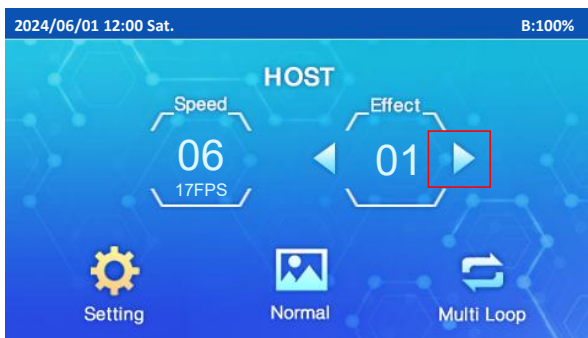 2024/06/01 12:00 Sat. B:100%
HOST
Speed Effect
06 01
17FPS
Setting Normal Multi Loop